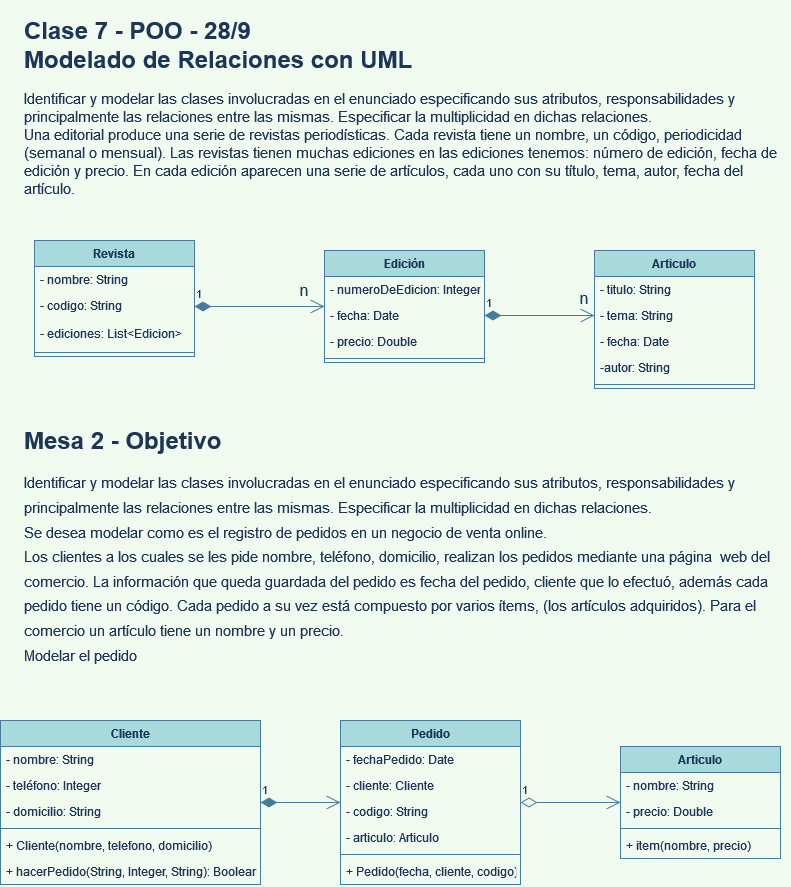 Clase 7 - POO - 28/9
Modelado de Relaciones con UML
Identificar y modelar las clases involucradas en el enunciado especificando sus atributos, responsabilidades y
principalmente las relaciones entre las mismas. Especificar la multiplicidad en dichas relaciones.
Una editorial produce una serie de revistas periodísticas. Cada revista tiene un nombre, un código, periodicidad
(semanal o mensual). Las revistas tienen muchas ediciones en las ediciones tenemos: número de edición, fecha de
edición y precio. En cada edición aparecen una serie de artículos, cada uno con su título, tema, autor, fecha del
artículo.
Revista
- nombre: String
- codigo: String
- ediciones: List<Edicion>
1
n
Edición
- numeroDeEdicion: Integer
- fecha: Date
- precio: Double
1
n
Articulo
- titulo: String
- tema: String
- fecha: Date
-autor: String
Mesa 2 - Objetivo
Identificar y modelar las clases involucradas en el enunciado especificando sus atributos, responsabilidades y
principalmente las relaciones entre las mismas. Especificar la multiplicidad en dichas relaciones.
Se desea modelar como es el registro de pedidos en un negocio de venta online.
Los clientes a los cuales se les pide nombre, teléfono, domicilio, realizan los pedidos mediante una página  web del
comercio. La información que queda guardada del pedido es fecha del pedido, cliente que lo efectuó, además cada
pedido tiene un código. Cada pedido a su vez está compuesto por varios ítems, (los artículos adquiridos). Para el
comercio un artículo tiene un nombre y un precio.
Modelar el pedido
Cliente
- nombre: String
- teléfono: Integer
- domicilio: String
+ Cliente(nombre, telefono, domicilio)
+ hacerPedido(String, Integer, String): Boolear
1
Pedido
- fechaPedido: Date
- cliente: Cliente
- codigo: String
- articulo: Articulo
+ Pedido(fecha, cliente, codigo)
1
Articulo
- nombre: String
- precio: Double
+ item(nombre, precio)